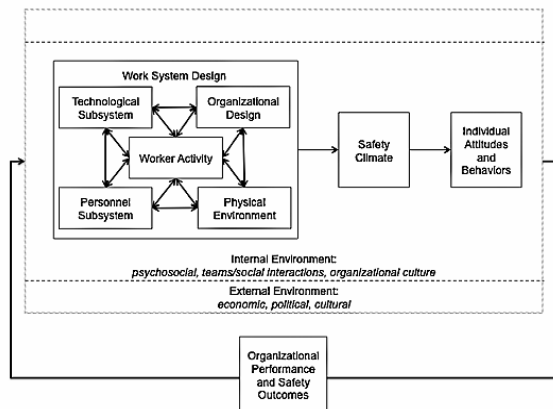 Work System Design
Technological
Subsystem
Organizational
Design
Worker Activity
Personnel
Subsystem
Physical
Environment
Safety
Climate
Individual
Attitudes
and
Behaviors
Internal Environment:
psychosocial, teams/social interactions, organizational culture
External Environment:
economic, political, cultural
Organizational
Performance
and Safety
Outcomes